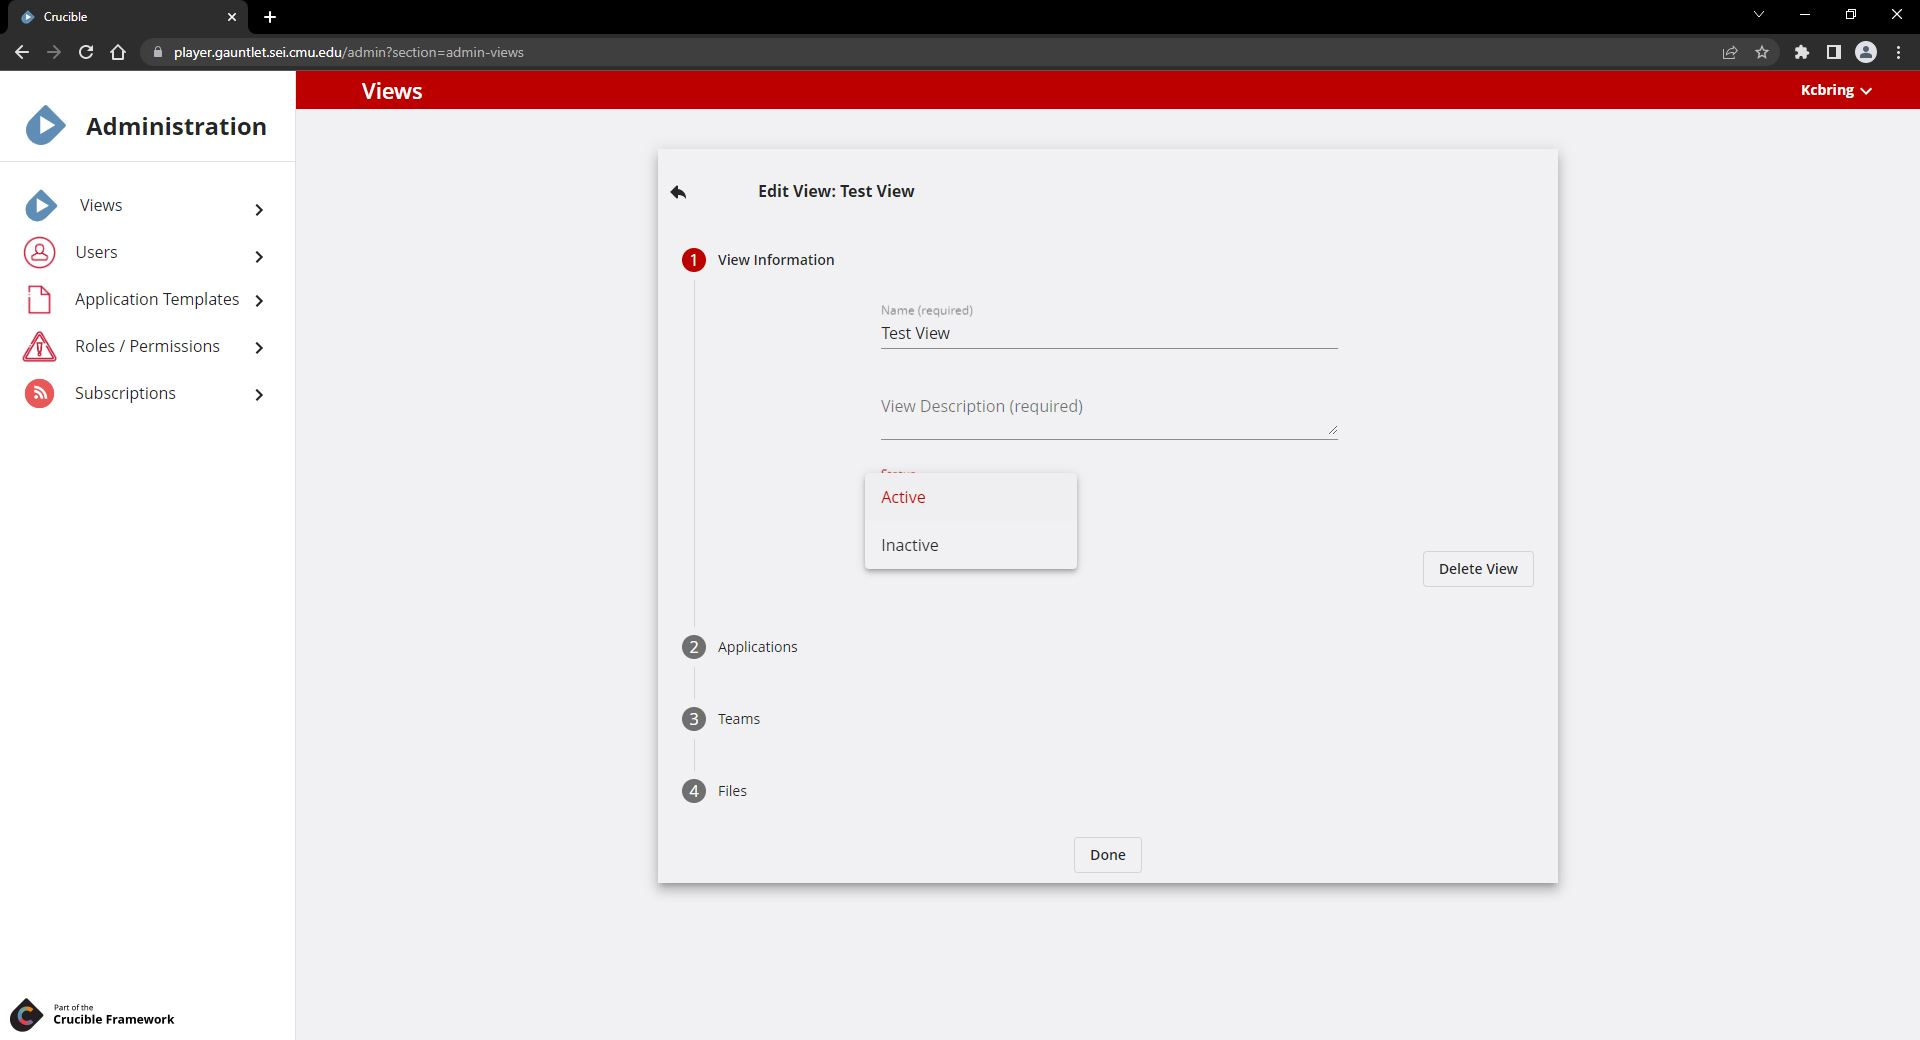 Crucible
player.gauntlet.sei.cmu.edu/admin?section=admin-views
Administration
Views
Kcbring
Views
Users
Application Templates
Roles / Permissions
Subscriptions
Edit View: Test View
1 View Information
Name (required)
Test View
View Description (required)
Active
Inactive
Delete View
2 Applications
3 Teams
4 Files
Done
Part of the
Crucible Framework